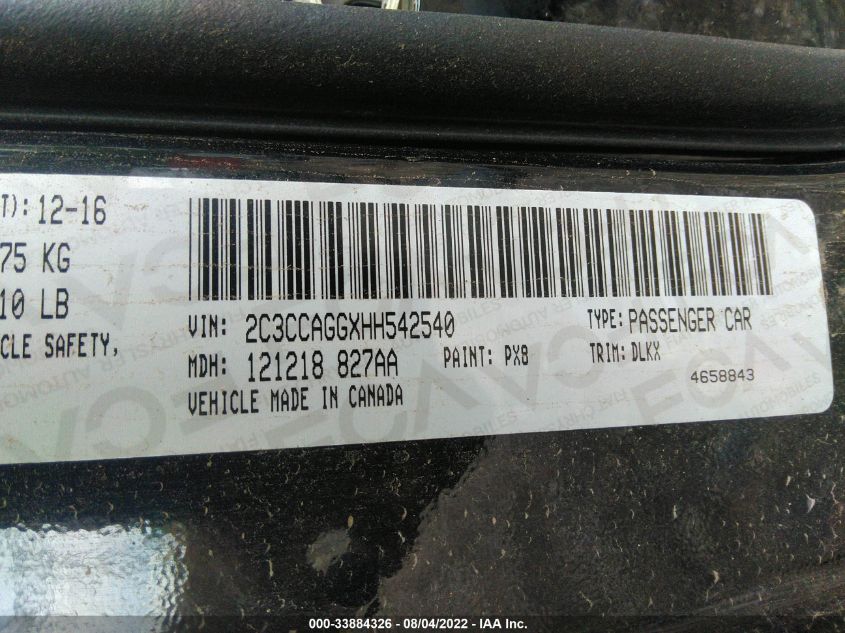 T): 12-16
75 KG
10 LB
CLE SAFETY,
VIN: 2C3CCAGGXHH542540
TYPE: PASSENGER CAR
MDH: 121218 827AA
PAINT: PX8
TRIM: DLKX
VEHICLE MADE IN CANADA
4658843
000-33884326 - 08/04/2022 - IAA Inc.